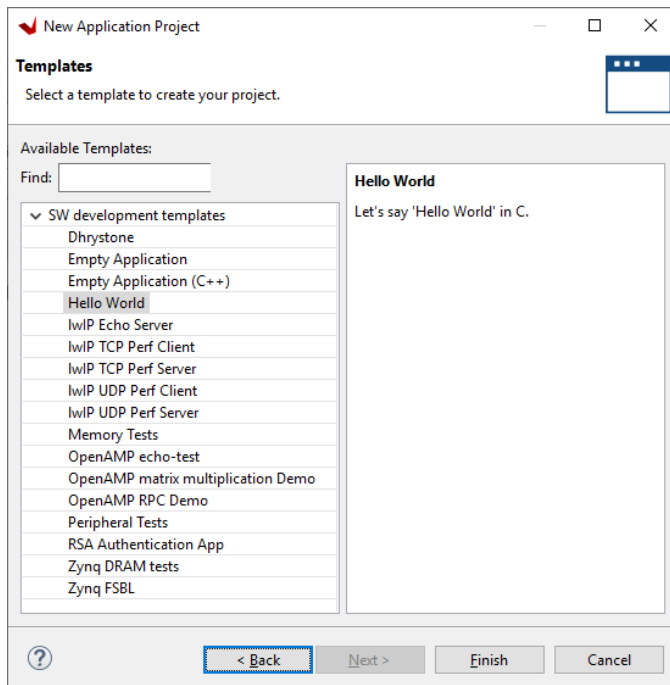 New Application Project
Templates
Select a template to create your project.
Available Templates:
Find:
SW development templates
Dhrystone
Empty Application
Empty Application (C++)
Hello World
lwIP Echo Server
lwIP TCP Perf Client
lwIP TCP Perf Server
lwIP UDP Perf Client
lwIP UDP Perf Server
Memory Tests
OpenAMP echo-test
OpenAMP matrix multiplication Demo
OpenAMP RPC Demo
Peripheral Tests
RSA Authentication App
Zynq DRAM tests
Zynq FSBL
Hello World
Let's say 'Hello World' in C.
?
< Back
Next >
Finish
Cancel